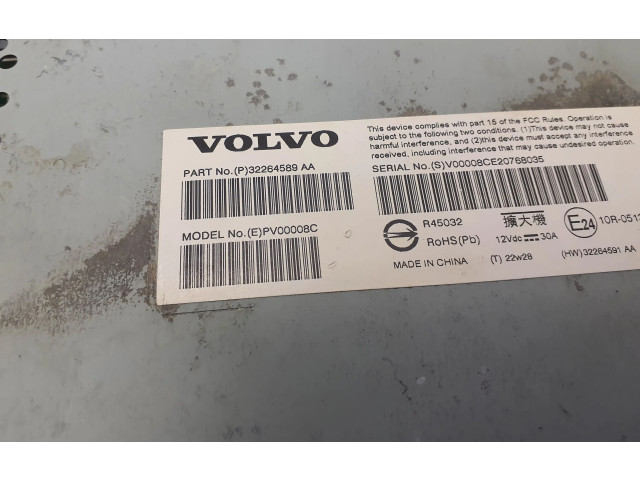 VOLVO
PART No.(P)32264589 AA
MODEL No.(E)PV00008C
This device complies with part 15 of the FCC Rules. Operation is
subject to the following two conditions. (1)This device may not cause
harmful interference, and (2)this device must accept any interference
received, including interference that may cause undesired operation.
SERIAL No.(S)V00008CE20768035
R45032
RoHS(Pb)
MADE IN CHINA
擴大機
12Vdc 30A
(T) 22w28
E24
10R-051
(HW)32264591 AA